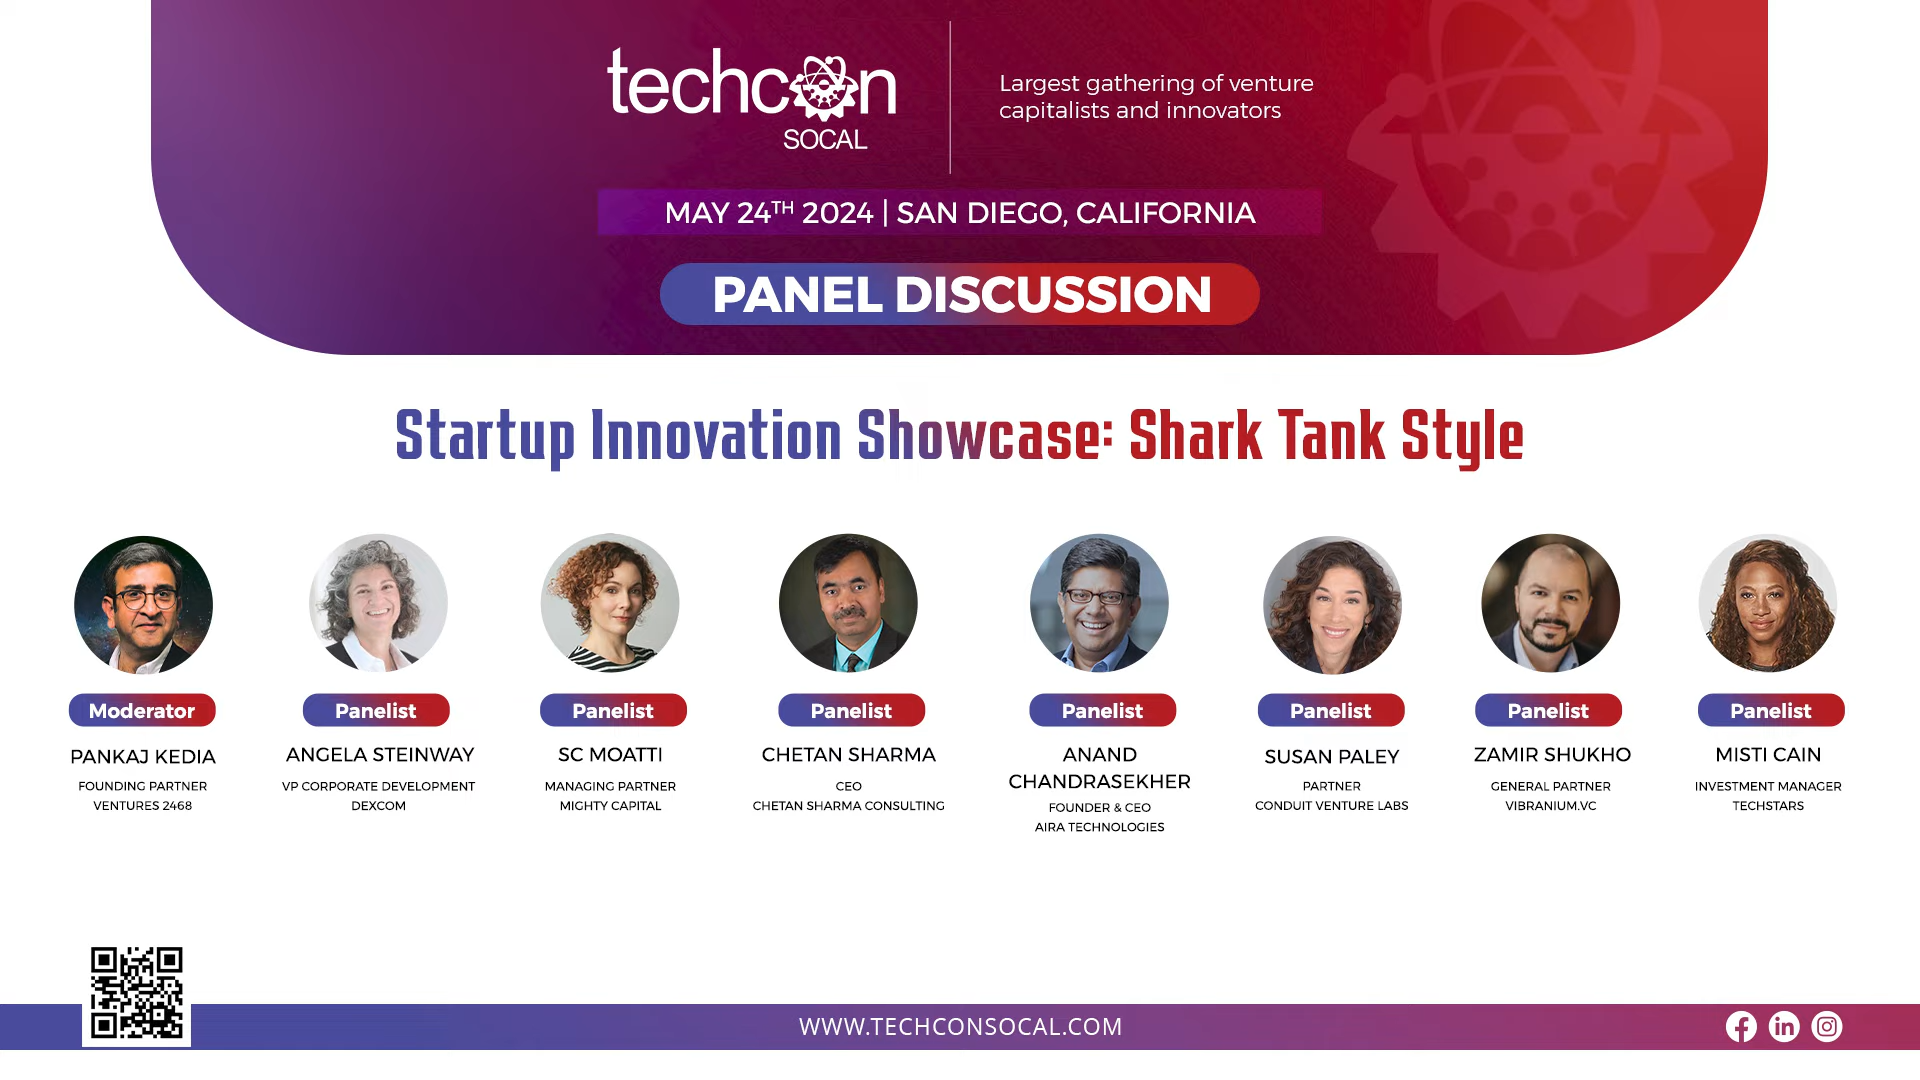 techcon
SOCAL
Largest gathering of venture
capitalists and innovators
MAY 24TH 2024 | SAN DIEGO, CALIFORNIA
PANEL DISCUSSION
Startup Innovation Showcase: Shark Tank Style
Moderator
PANKAJ KEDIA
FOUNDING PARTNER
VENTURES 2468
Panelist
ANGELA STEINWAY
VP CORPORATE DEVELOPMENT
DEXCOM
Panelist
SC MOATTI
MANAGING PARTNER
MIGHTY CAPITAL
Panelist
CHETAN SHARMA
CEO
CHETAN SHARMA CONSULTING
Panelist
ANAND
CHANDRASEKHER
FOUNDER & CEO
AIRA TECHNOLOGIES
Panelist
SUSAN PALEY
PARTNER
CONDUIT VENTURE LABS
Panelist
ZAMIR SHUKHO
GENERAL PARTNER
VIBRANIUM.VC
Panelist
MISTI CAIN
INVESTMENT MANAGER
TECHSTARS
WWW.TECHCONSOCAL.COM